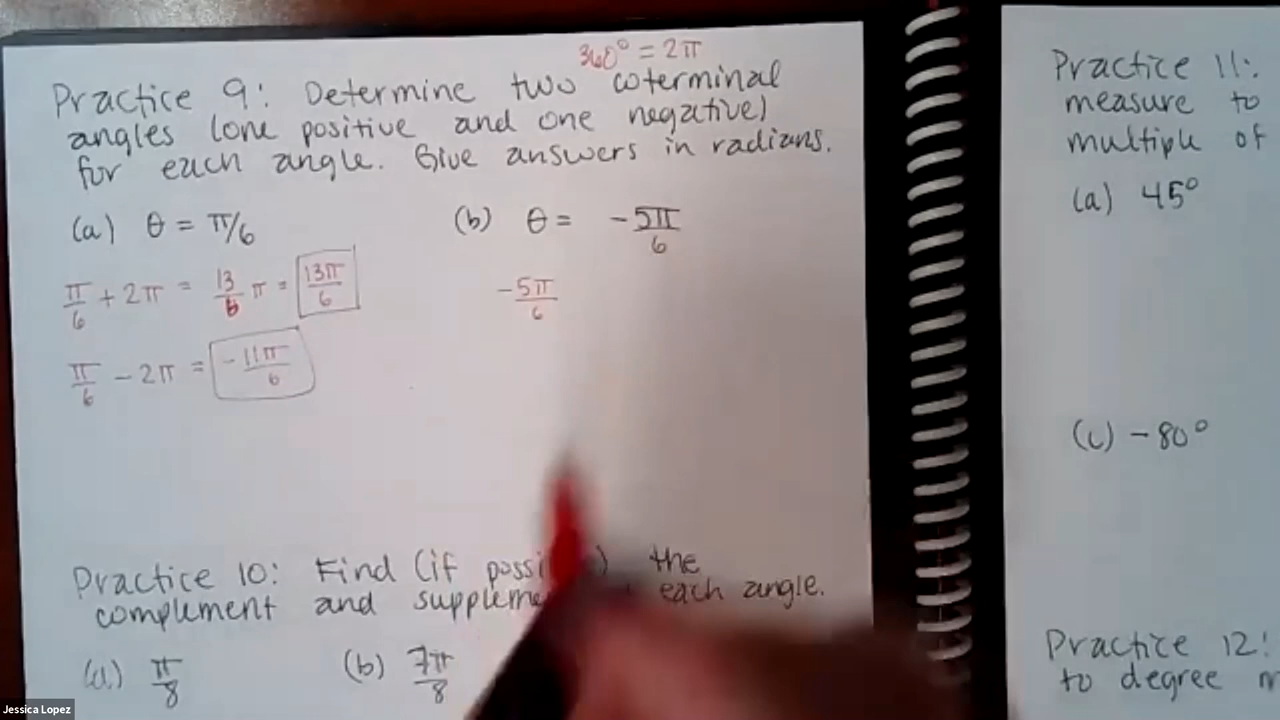 360° = 2π
Practice 9: Determine two coterminal
angles (one positive and one negative)
for each angle. Give answers in radians.
(a) θ = π/6
(b) θ = -5π/6
π/6 + 2π = 13/6 π = 13π/6
-5π/6
π/6 - 2π = -11π/6
Practice 10: Find (if the
complement and each angle.
(a) π/8
(b) 7π/8
Practice 11:
measure to
multiple of
(a) 45°
(c) -80°
Practice 12:
to degree
Jessica Lopez